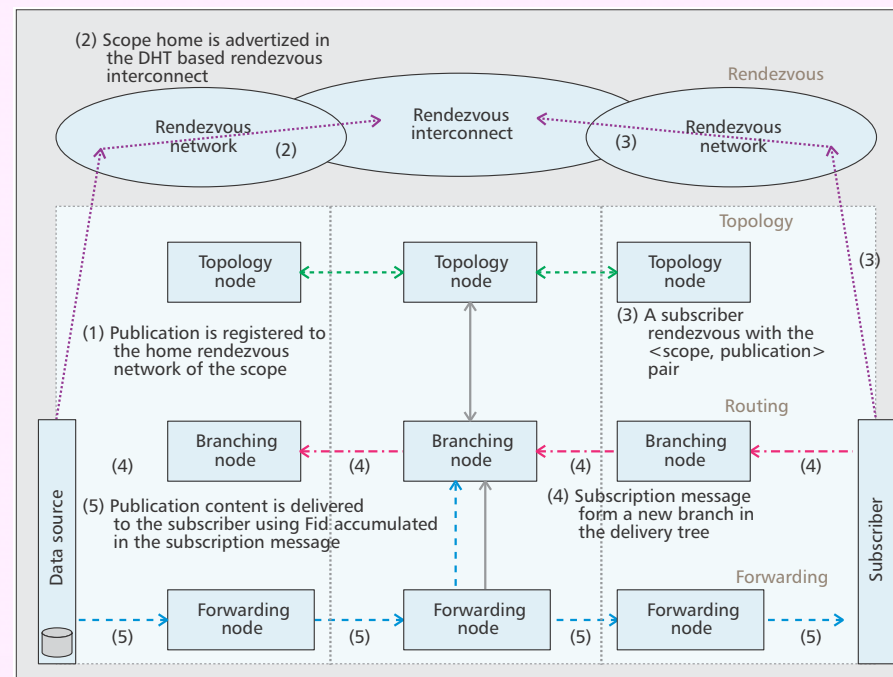 (2) Scope home is advertized in
the DHT based rendezvous
interconnect
Rendezvous
Rendezvous
network
(2)
Rendezvous
interconnect
(3)
Rendezvous
network
Topology
(3)
Topology
node
Topology
node
Topology
node
(1) Publication is registered to
the home rendezvous
network of the scope
(3) A subscriber
rendezvous with the
<scope, publication>
pair
Routing
Data source
(4)
Branching
node
(4)
Branching
node
(4)
Branching
node
(4)
Subscriber
(5) Publication content is delivered
to the subscriber using Fid accumulated
in the subscription message
(4) Subscription message
form a new branch in
the delivery tree
Forwarding
(5)
Forwarding
node
(5)
Forwarding
node
(5)
Forwarding
node
(5)